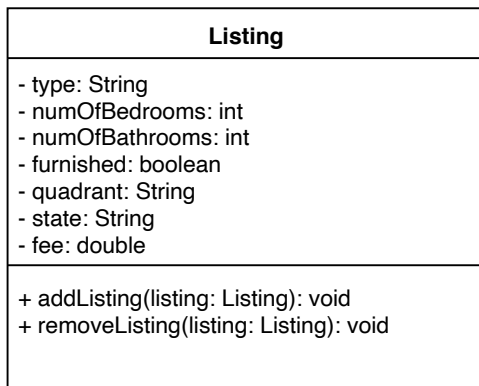 Listing
- type: String
- numOfBedrooms: int
- numOfBathrooms: int
- furnished: boolean
- quadrant: String
- state: String
- fee: double
+ addListing(listing: Listing): void
+ removeListing(listing: Listing): void